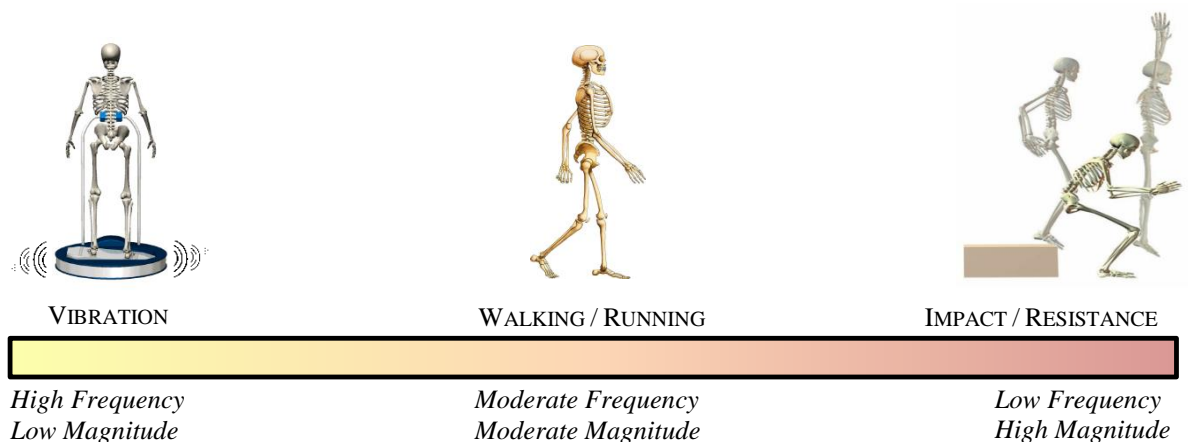 VIBRATION
WALKING / RUNNING
IMPACT / RESISTANCE
High Frequency
Low Magnitude
Moderate Frequency
Moderate Magnitude
Low Frequency
High Magnitude